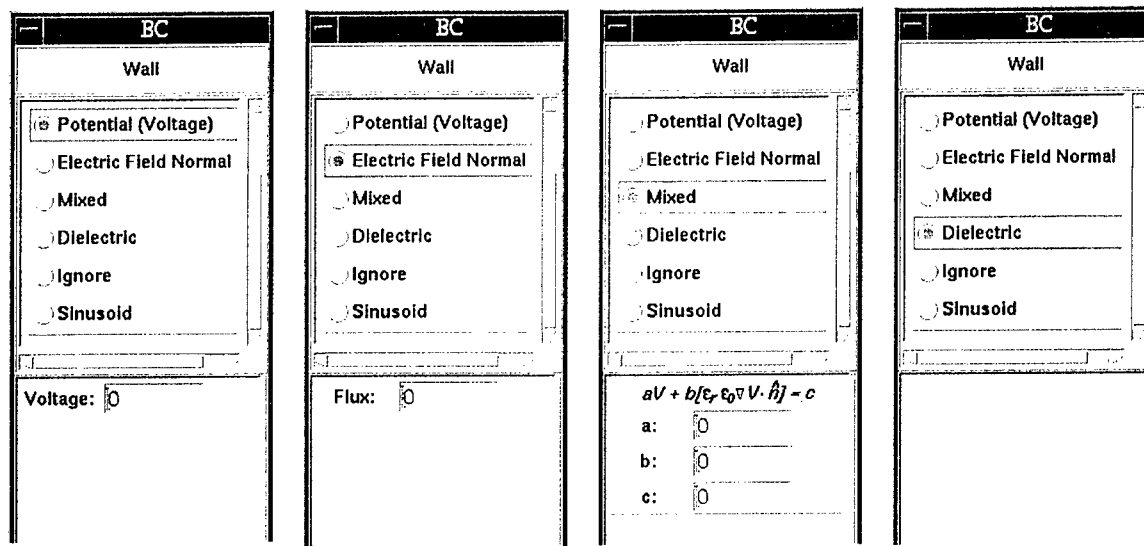 BC
Wall
Potential (Voltage)
Electric Field Normal
Mixed
Dielectric
Ignore
Sinusoid
Voltage: 0
BC
Wall
Potential (Voltage)
Electric Field Normal
Mixed
Dielectric
Ignore
Sinusoid
Flux: 0
BC
Wall
Potential (Voltage)
Electric Field Normal
Mixed
Dielectric
Ignore
Sinusoid
aV + b[εᵣ ε₀ ∇ V · n̂] = c
a: 0
b: 0
c: 0
BC
Wall
Potential (Voltage)
Electric Field Normal
Mixed
Dielectric
Ignore
Sinusoid